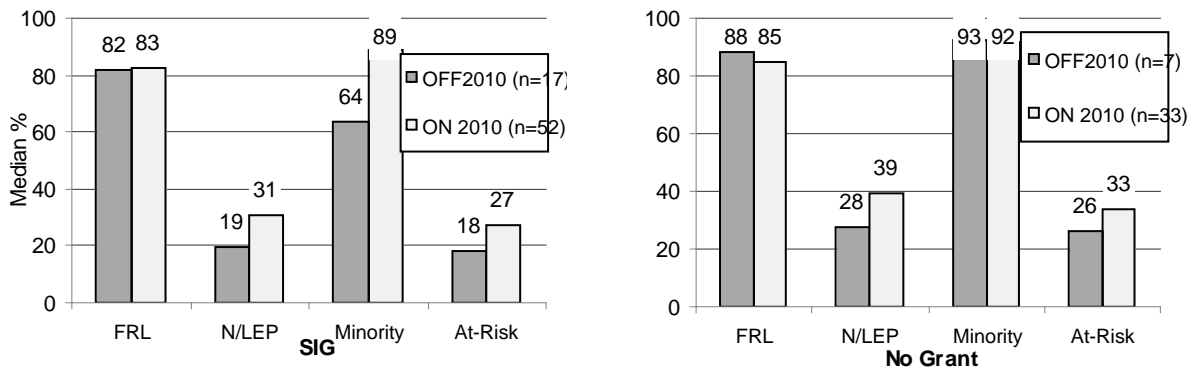 100
80
60
40
20
0
Median %
82 83
19 31
64 89
18 27
OFF2010 (n=17)
ON 2010 (n=52)
FRL N/LEP Minority At-Risk
SIG
100
80
60
40
20
0
88 85
28 39
93 92
26 33
OFF2010 (n=7)
ON 2010 (n=33)
FRL N/LEP Minority At-Risk
No Grant